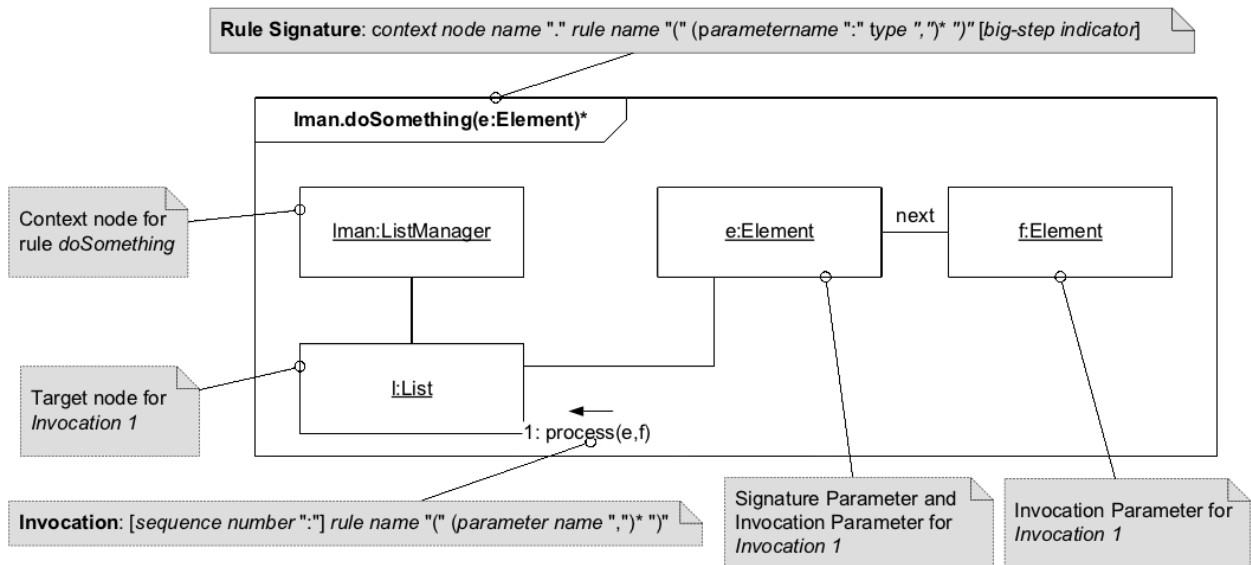 Rule Signature: context node name "." rule name "(" (parametername ":" type ",")* ")" [big-step indicator]
lman.doSomething(e:Element)*
Context node for
rule doSomething
lman:ListManager
e:Element
next
f:Element
Target node for
Invocation 1
l:List
1: process(e,f)
Invocation: [sequence number ":"] rule name "(" (parameter name ",")* ")"
Signature Parameter and
Invocation Parameter for
Invocation 1
Invocation Parameter for
Invocation 1